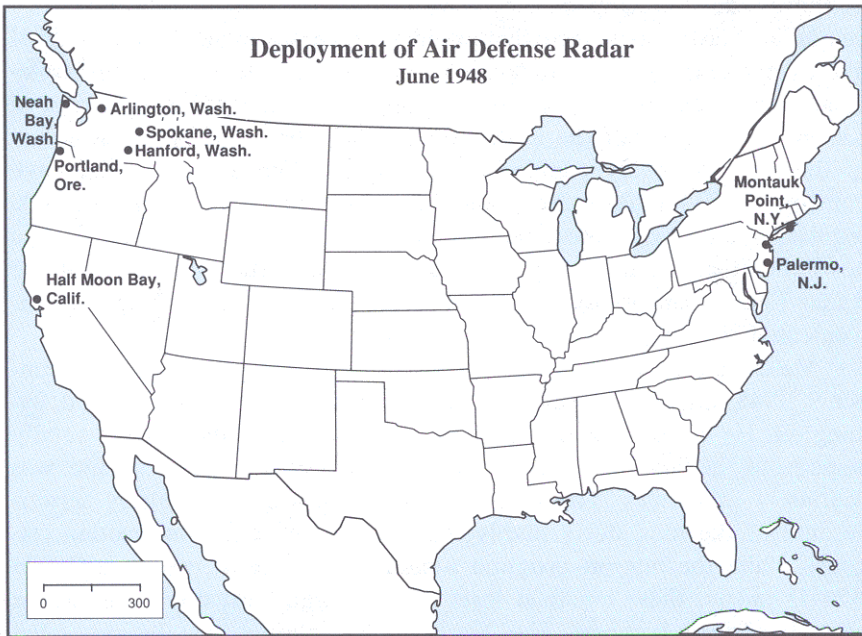 Deployment of Air Defense Radar
June 1948
Neah
Bay,
Wash.
Arlington, Wash.
Spokane, Wash.
Hanford, Wash.
Portland,
Ore.
Half Moon Bay,
Calif.
Montauk
Point,
N.Y.
Palermo,
N.J.
0 300